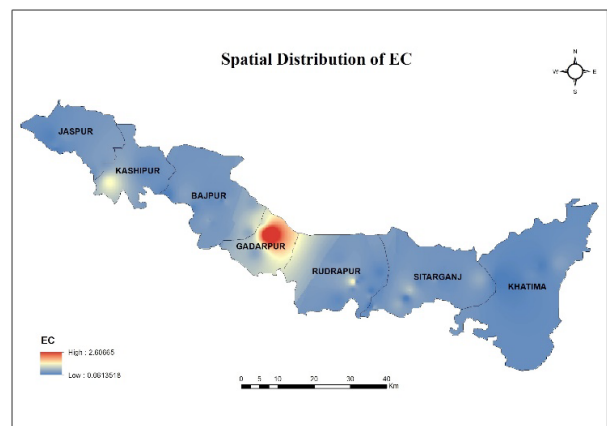 Spatial Distribution of EC
N
W E
S
JASPUR
KASHIPUR
BAJPUR
GADARPUR
RUDRAPUR
SITARGANJ
KHATIMA
EC
High : 2.60665
Low : 0.0813518
0 5 10 20 30 40
Km